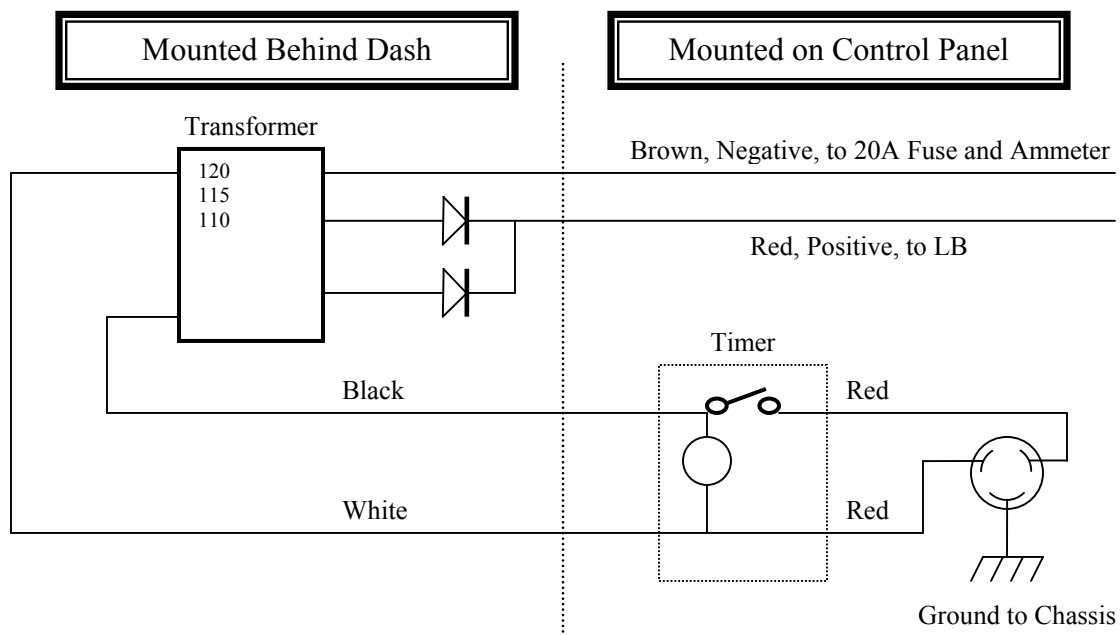 Mounted Behind Dash
Mounted on Control Panel
Transformer
Brown, Negative, to 20A Fuse and Ammeter
120
115
110
Red, Positive, to LB
Timer
Black
Red
White
Red
Ground to Chassis